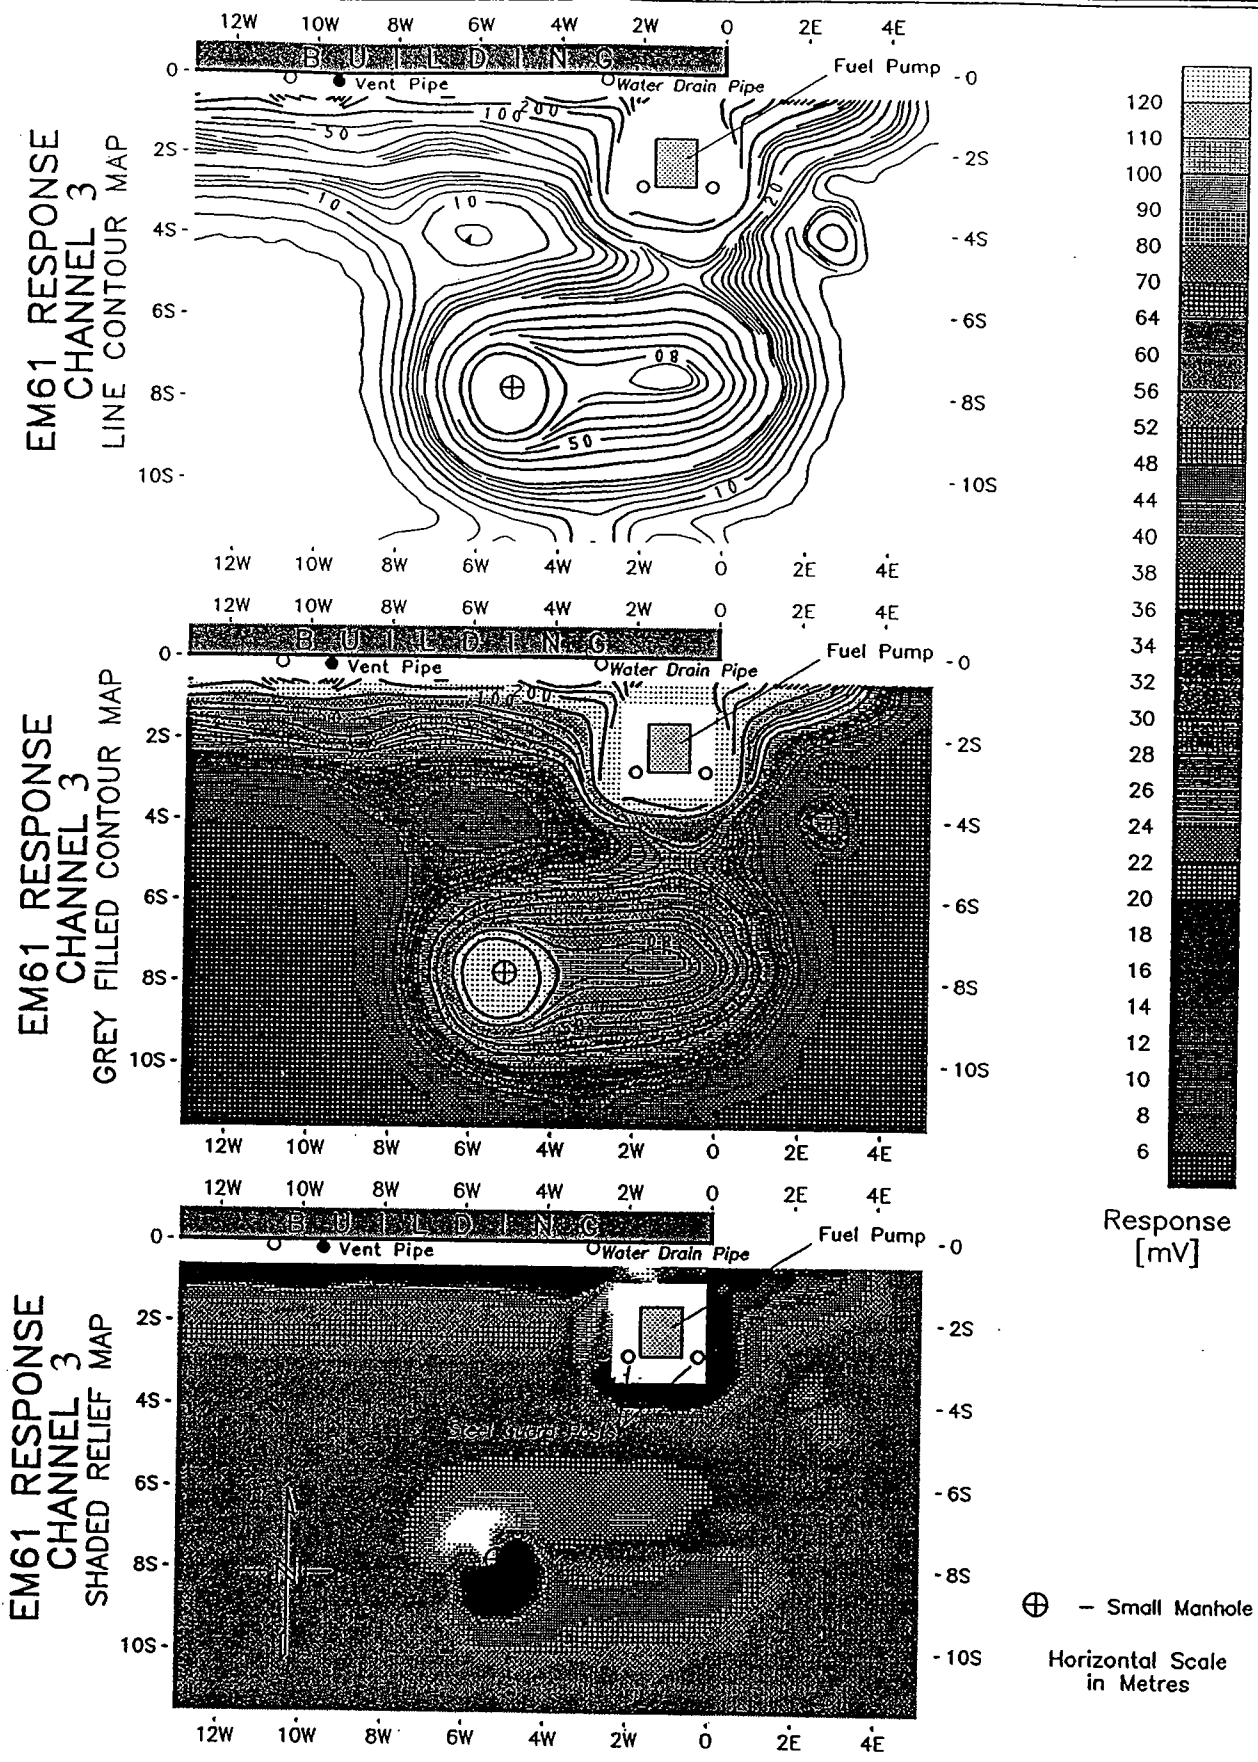 12W 10W 8W 6W 4W 2W 0 2E 4E
BUILDING
0 Vent Pipe Water Drain Pipe Fuel Pump 0
EM61 RESPONSE
CHANNEL 3
LINE CONTOUR MAP
100 200
50
2S 2S
20
10 10
4S 4S
6S 6S
80
8S 8S
50
10S 10 10S
12W 10W 8W 6W 4W 2W 0 2E 4E
12W 10W 8W 6W 4W 2W 0 2E 4E
BUILDING
0 Vent Pipe Water Drain Pipe Fuel Pump 0
EM61 RESPONSE
CHANNEL 3
GREY FILLED CONTOUR MAP
100 200
2S 2S
4S 4S
6S 6S
8S 8S
10S 10S
12W 10W 8W 6W 4W 2W 0 2E 4E
12W 10W 8W 6W 4W 2W 0 2E 4E
BUILDING
0 Vent Pipe Water Drain Pipe Fuel Pump 0
EM61 RESPONSE
CHANNEL 3
SHADED RELIEF MAP
2S 2S
4S 4S
Steel Guard Posts
6S 6S
N
8S 8S
10S 10S
12W 10W 8W 6W 4W 2W 0 2E 4E
120
110
100
90
80
70
64
60
56
52
48
44
40
38
36
34
32
30
28
26
24
22
20
18
16
14
12
10
8
6
Response
[mV]
– Small Manhole
Horizontal Scale
in Metres